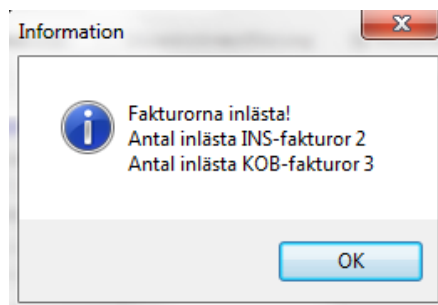 Information
Fakturorna inlästa!
Antal inlästa INS-fakturor 2
Antal inlästa KOB-fakturor 3
OK